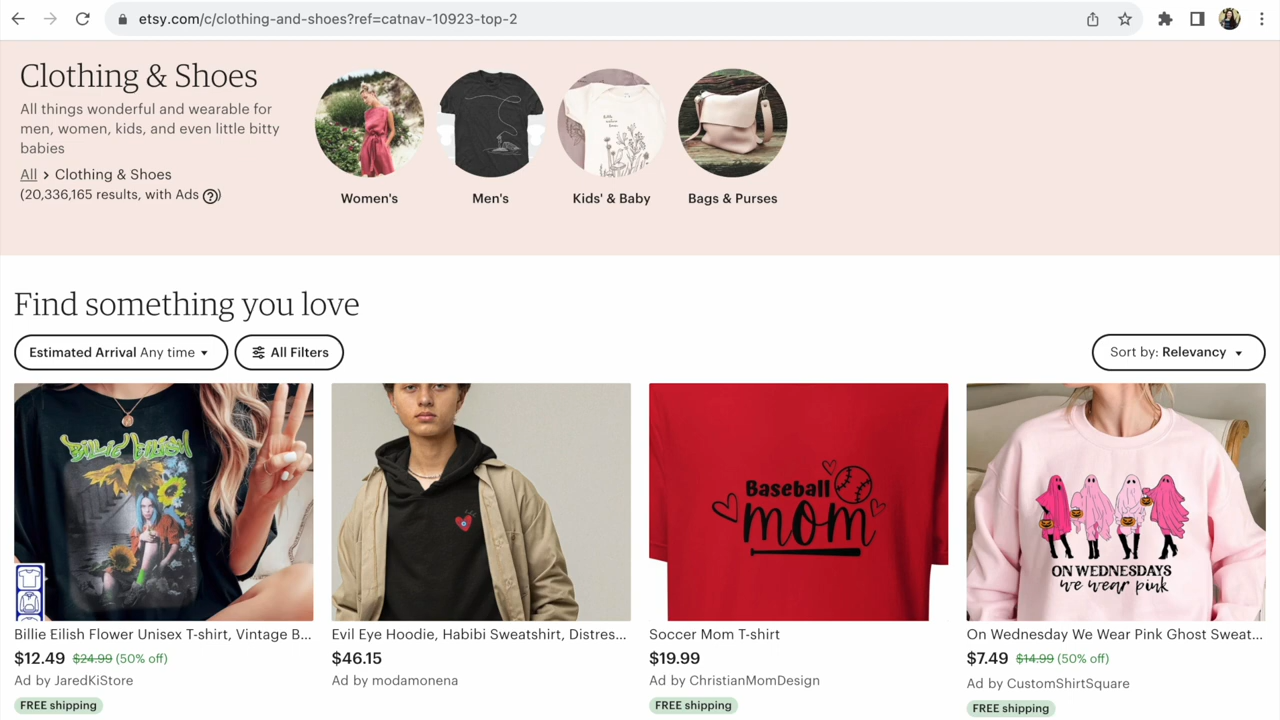 etsy.com/c/clothing-and-shoes?ref=catnav-10923-top-2
Clothing & Shoes
All things wonderful and wearable for
men, women, kids, and even little bitty
babies
All > Clothing & Shoes
(20,336,165 results, with Ads ?)
Women's
Men's
Kids' & Baby
Bags & Purses
Find something you love
Estimated Arrival Any time
All Filters
Sort by: Relevancy
BILLIE EILISH
Baseball
mom
ON WEDNESDAYS
we wear pink
Billie Eilish Flower Unisex T-shirt, Vintage B...
$12.49 $24.99 (50% off)
Ad by JaredKiStore
FREE shipping
Evil Eye Hoodie, Habibi Sweatshirt, Distres...
$46.15
Ad by modamonena
Soccer Mom T-shirt
$19.99
Ad by ChristianMomDesign
FREE shipping
On Wednesday We Wear Pink Ghost Sweat...
$7.49 $14.99 (50% off)
Ad by CustomShirtSquare
FREE shipping